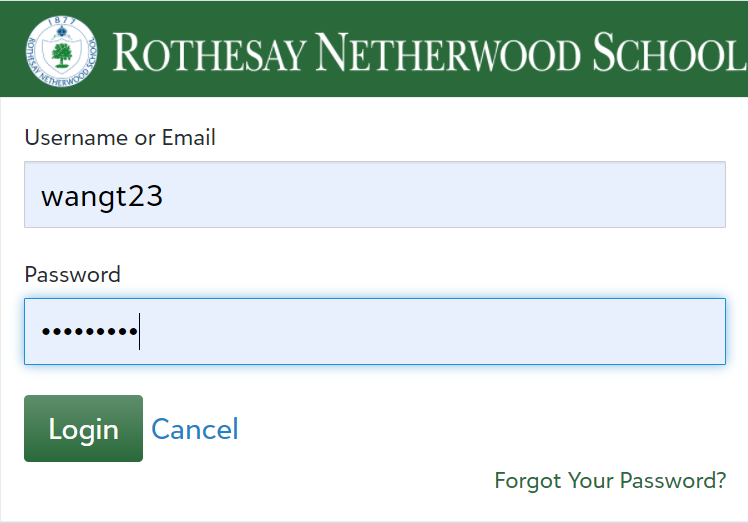 1877
ROTHESAY NETHERWOOD SCHOOL
ROTHESAY NETHERWOOD SCHOOL
Username or Email
wangt23
Password
•••••••••
Login Cancel
Forgot Your Password?